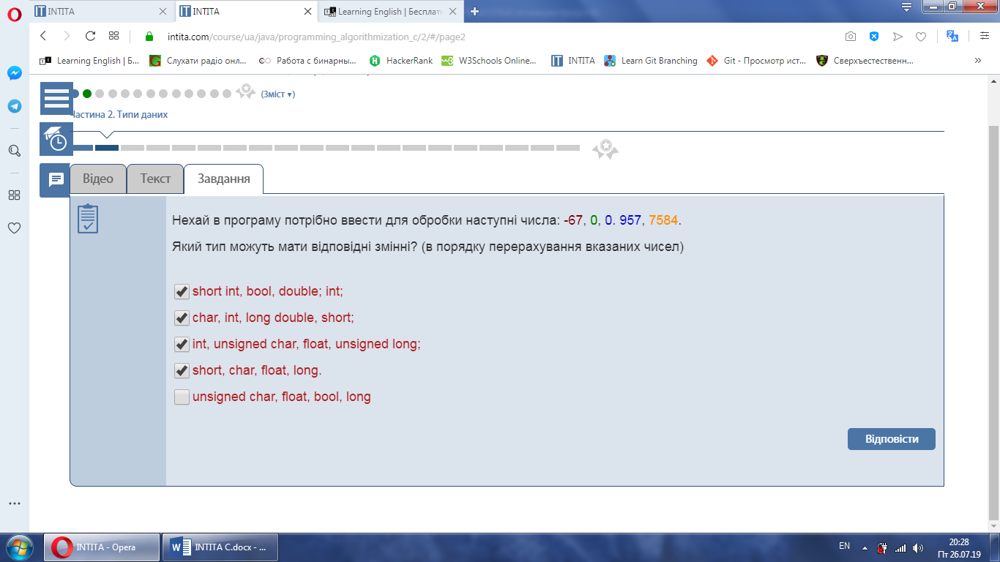 INTITA
INTITA
Learning English | Бесплат
intita.com/course/ua/java/programming_algorithmization_c/2/#/page2
Learning English | Б...
Слухати радіо онл...
Работа с бинарны...
HackerRank
W3Schools Online...
INTITA
Learn Git Branching
Git - Просмотр ист...
Сверхъестественн...
(Зміст ▾)
Частина 2. Типи даних
Відео
Текст
Завдання
Нехай в програму потрібно ввести для обробки наступні числа: -67, 0, 0. 957, 7584.
Який тип можуть мати відповідні змінні? (в порядку перерахування вказаних чисел)
short int, bool, double; int;
char, int, long double, short;
int, unsigned char, float, unsigned long;
short, char, float, long.
unsigned char, float, bool, long
Відповісти
INTITA - Opera
INTITA C.docx - ...
EN
20:28
Пт 26.07.19